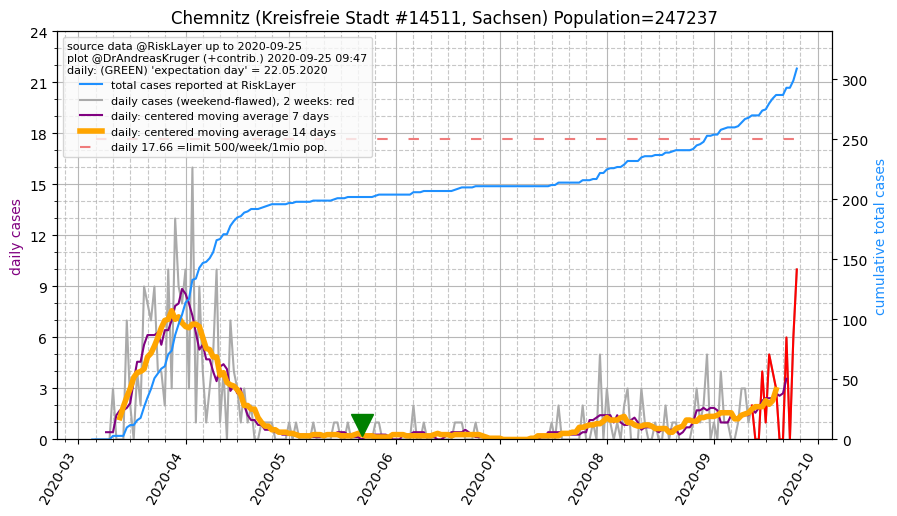 Chemnitz (Kreisfreie Stadt #14511, Sachsen) Population=247237
source data @RiskLayer up to 2020-09-25
plot @DrAndreasKruger (+contrib.) 2020-09-25 09:47
daily: (GREEN) 'expectation day' = 22.05.2020
total cases reported at RiskLayer
daily cases (weekend-flawed), 2 weeks: red
daily: centered moving average 7 days
daily: centered moving average 14 days
daily 17.66 =limit 500/week/1mio pop.
daily cases
24
21
18
15
12
9
6
3
0
cumulative total cases
300
250
200
150
100
50
0
2020-03
2020-04
2020-05
2020-06
2020-07
2020-08
2020-09
2020-10